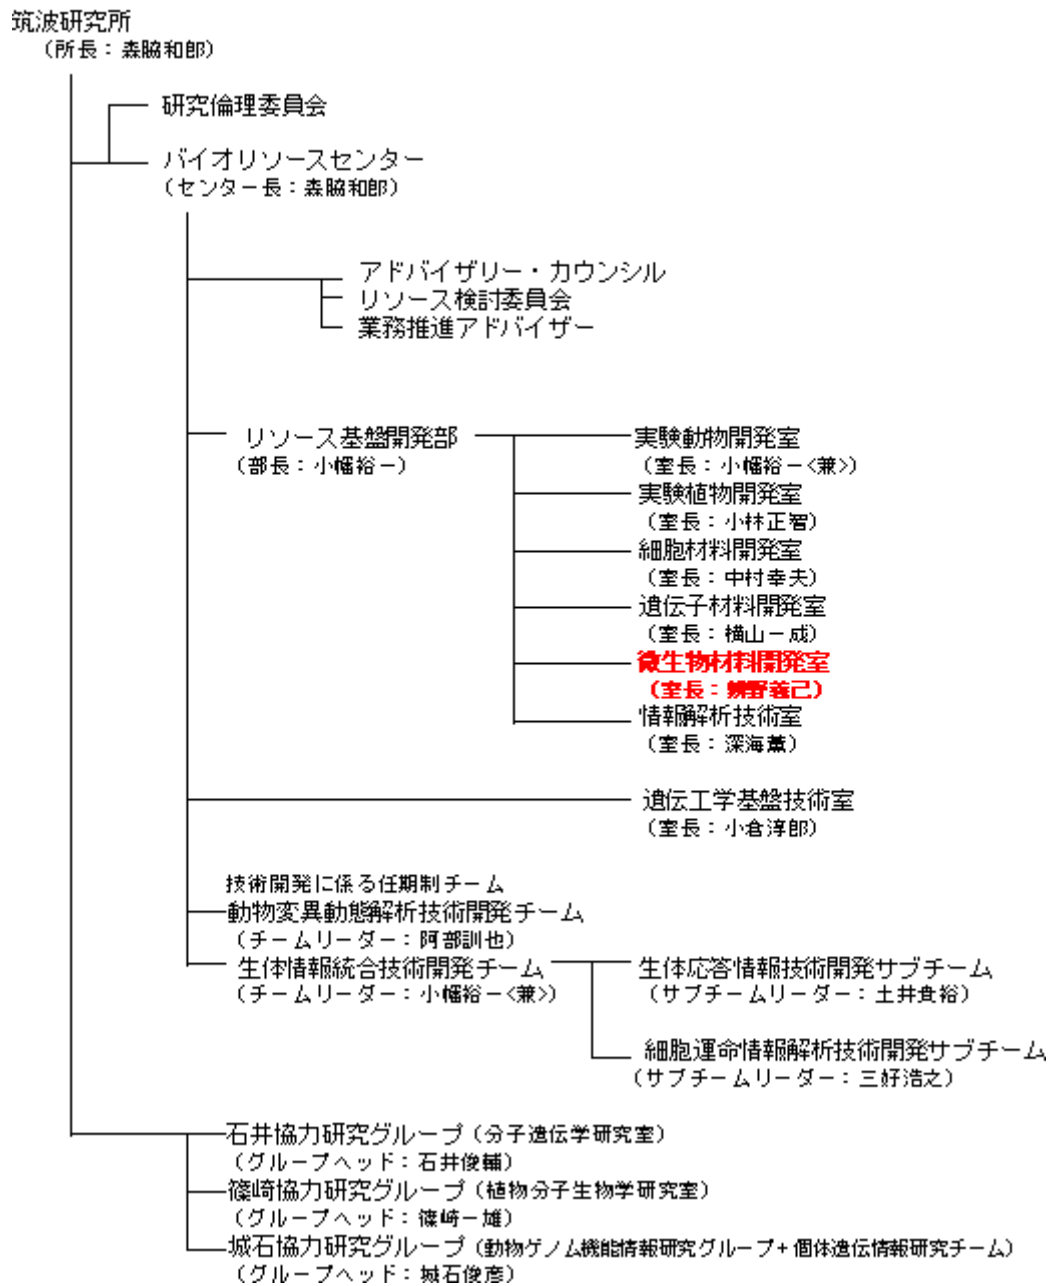 筑波研究所
（所長：森脇和郎）
研究倫理委員会
バイオリソースセンター
（センター長：森脇和郎）
アドバイザリー・カウンシル
リソース検討委員会
業務推進アドバイザー
リソース基盤開発部
（部長：小幡裕一）
実験動物開発室
（室長：小幡裕一<兼>）
実験植物開発室
（室長：小林正智）
細胞材料開発室
（室長：中村幸夫）
遺伝子材料開発室
（室長：横山一成）
微生物材料開発室
（室長：辨野義己）
情報解析技術室
（室長：深海薫）
遺伝工学基盤技術室
（室長：小倉淳郎）
技術開発に係る任期制チーム
動物変異動態解析技術開発チーム
（チームリーダー：阿部訓也）
生体情報統合技術開発チーム
（チームリーダー：小幡裕一<兼>）
生体応答情報技術開発サブチーム
（サブチームリーダー：土井貴裕）
細胞運命情報解析技術開発サブチーム
（サブチームリーダー：三好浩之）
石井協力研究グループ（分子遺伝学研究室）
（グループヘッド：石井俊輔）
篠崎協力研究グループ（植物分子生物学研究室）
（グループヘッド：篠崎一雄）
城石協力研究グループ（動物ゲノム機能情報研究グループ＋個体遺伝情報研究チーム）
（グループヘッド：城石俊彦）